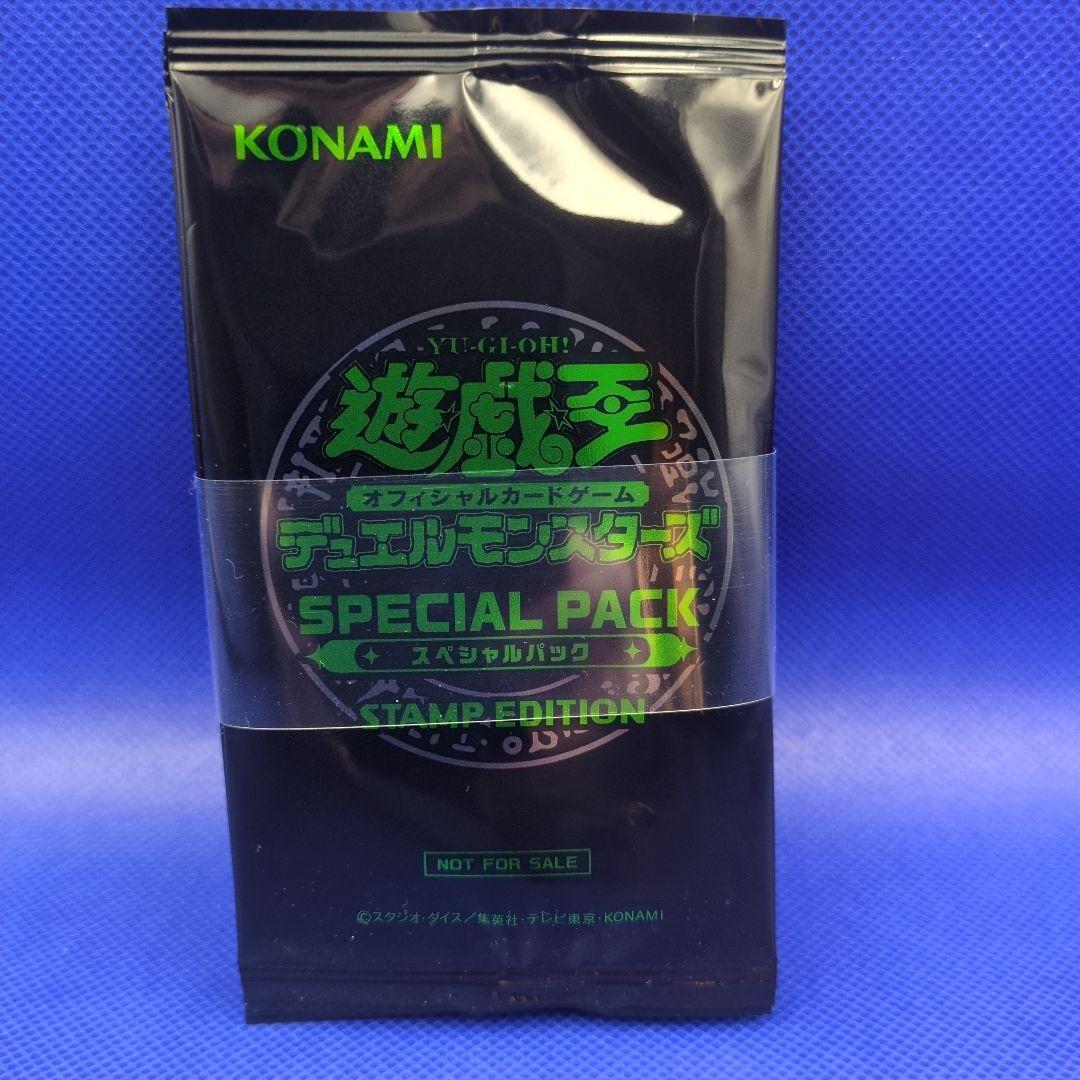 KONAMI
YU-GI-OH!
遊☆戯☆王
オフィシャルカードゲーム
デュエルモンスターズ
SPECIAL PACK
スペシャルパック
STAMP EDITION
NOT FOR SALE
©スタジオ・ダイス/集英社・テレビ東京・KONAMI